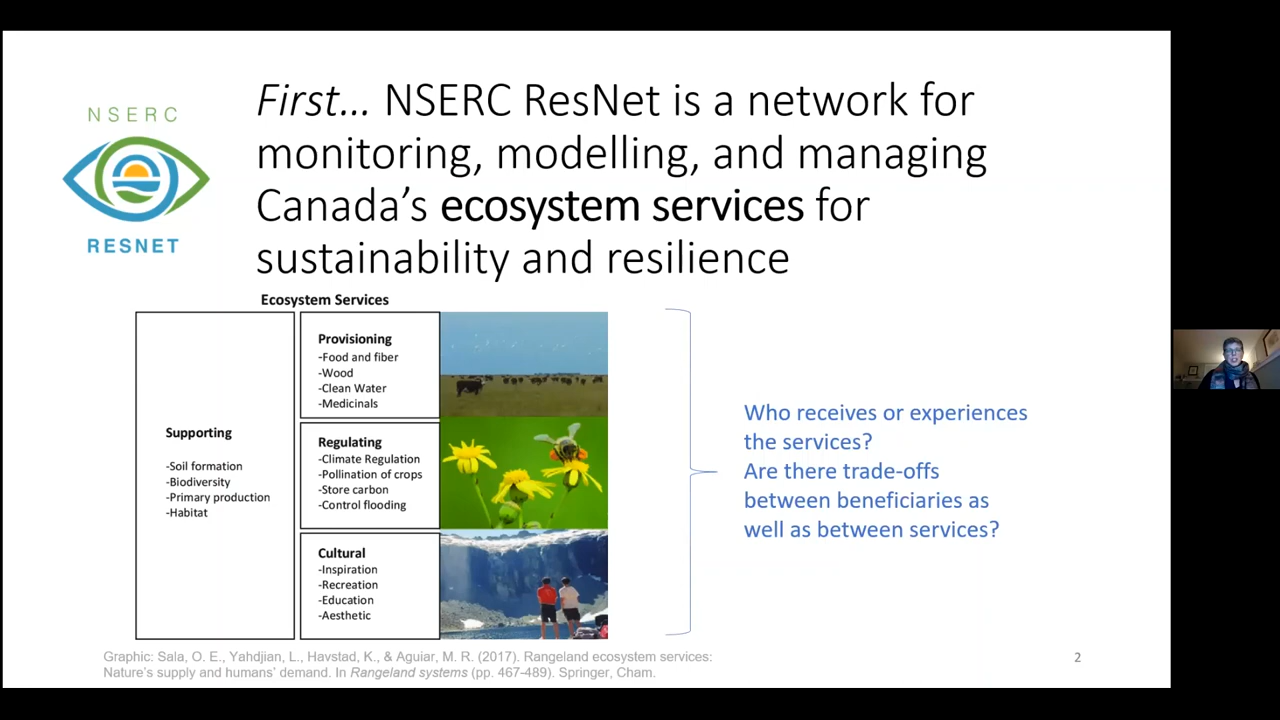 NSERC
RESNET
First… NSERC ResNet is a network for
monitoring, modelling, and managing
Canada’s ecosystem services for
sustainability and resilience
Ecosystem Services
Supporting
-Soil formation
-Biodiversity
-Primary production
-Habitat
Provisioning
-Food and fiber
-Wood
-Clean Water
-Medicinals
Regulating
-Climate Regulation
-Pollination of crops
-Store carbon
-Control flooding
Cultural
-Inspiration
-Recreation
-Education
-Aesthetic
Who receives or experiences
the services?
Are there trade-offs
between beneficiaries as
well as between services?
Graphic: Sala, O. E., Yahdjian, L., Havstad, K., & Aguiar, M. R. (2017). Rangeland ecosystem services:
Nature’s supply and humans’ demand. In Rangeland systems (pp. 467-489). Springer, Cham.
2